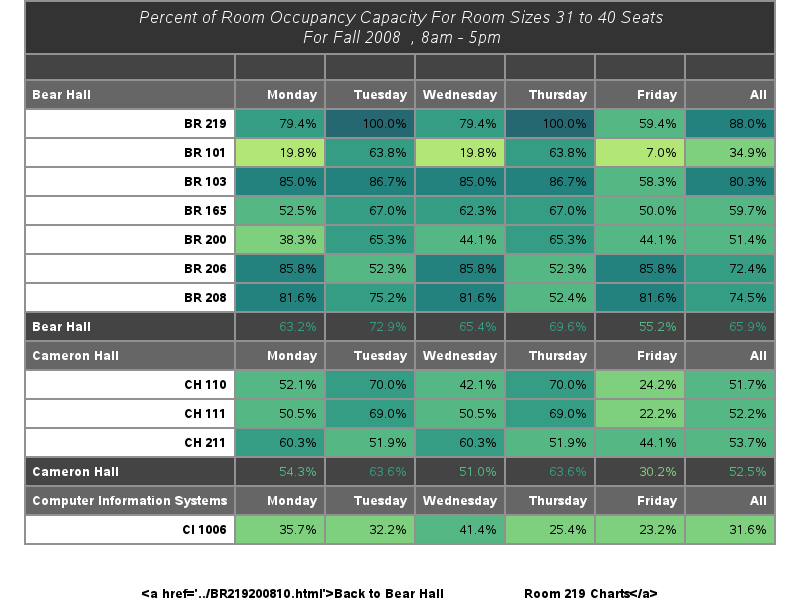 Percent of Room Occupancy Capacity For Room Sizes 31 to 40 Seats
For Fall 2008 , 8am - 5pm
Bear Hall Monday Tuesday Wednesday Thursday Friday All
BR 219 79.4% 100.0% 79.4% 100.0% 59.4% 88.0%
BR 101 19.8% 63.8% 19.8% 63.8% 7.0% 34.9%
BR 103 85.0% 86.7% 85.0% 86.7% 58.3% 80.3%
BR 165 52.5% 67.0% 62.3% 67.0% 50.0% 59.7%
BR 200 38.3% 65.3% 44.1% 65.3% 44.1% 51.4%
BR 206 85.8% 52.3% 85.8% 52.3% 85.8% 72.4%
BR 208 81.6% 75.2% 81.6% 52.4% 81.6% 74.5%
Bear Hall 63.2% 72.9% 65.4% 69.6% 55.2% 65.9%
Cameron Hall Monday Tuesday Wednesday Thursday Friday All
CH 110 52.1% 70.0% 42.1% 70.0% 24.2% 51.7%
CH 111 50.5% 69.0% 50.5% 69.0% 22.2% 52.2%
CH 211 60.3% 51.9% 60.3% 51.9% 44.1% 53.7%
Cameron Hall 54.3% 63.6% 51.0% 63.6% 30.2% 52.5%
Computer Information Systems Monday Tuesday Wednesday Thursday Friday All
CI 1006 35.7% 32.2% 41.4% 25.4% 23.2% 31.6%
<a href='../BR219200810.html'>Back to Bear Hall Room 219 Charts</a>